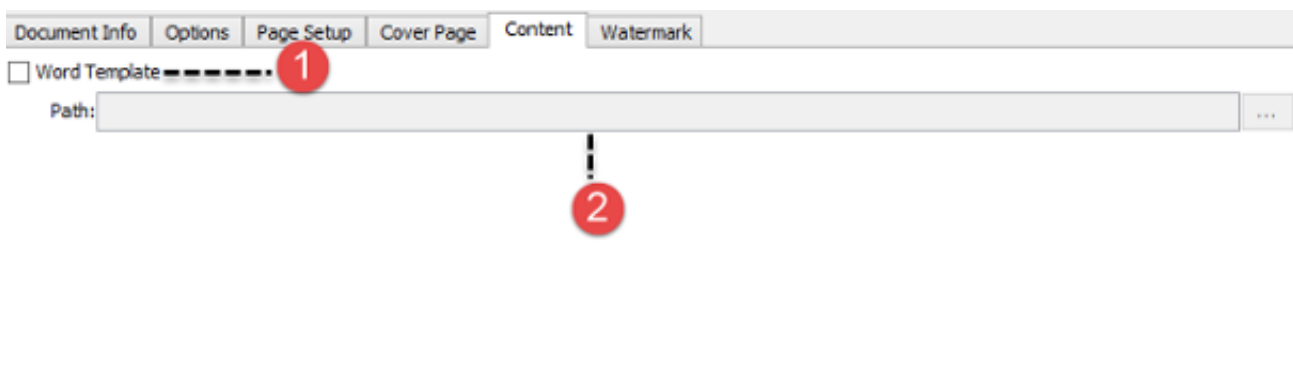 Document Info Options Page Setup Cover Page Content Watermark
Word Template 1
Path: ...
2